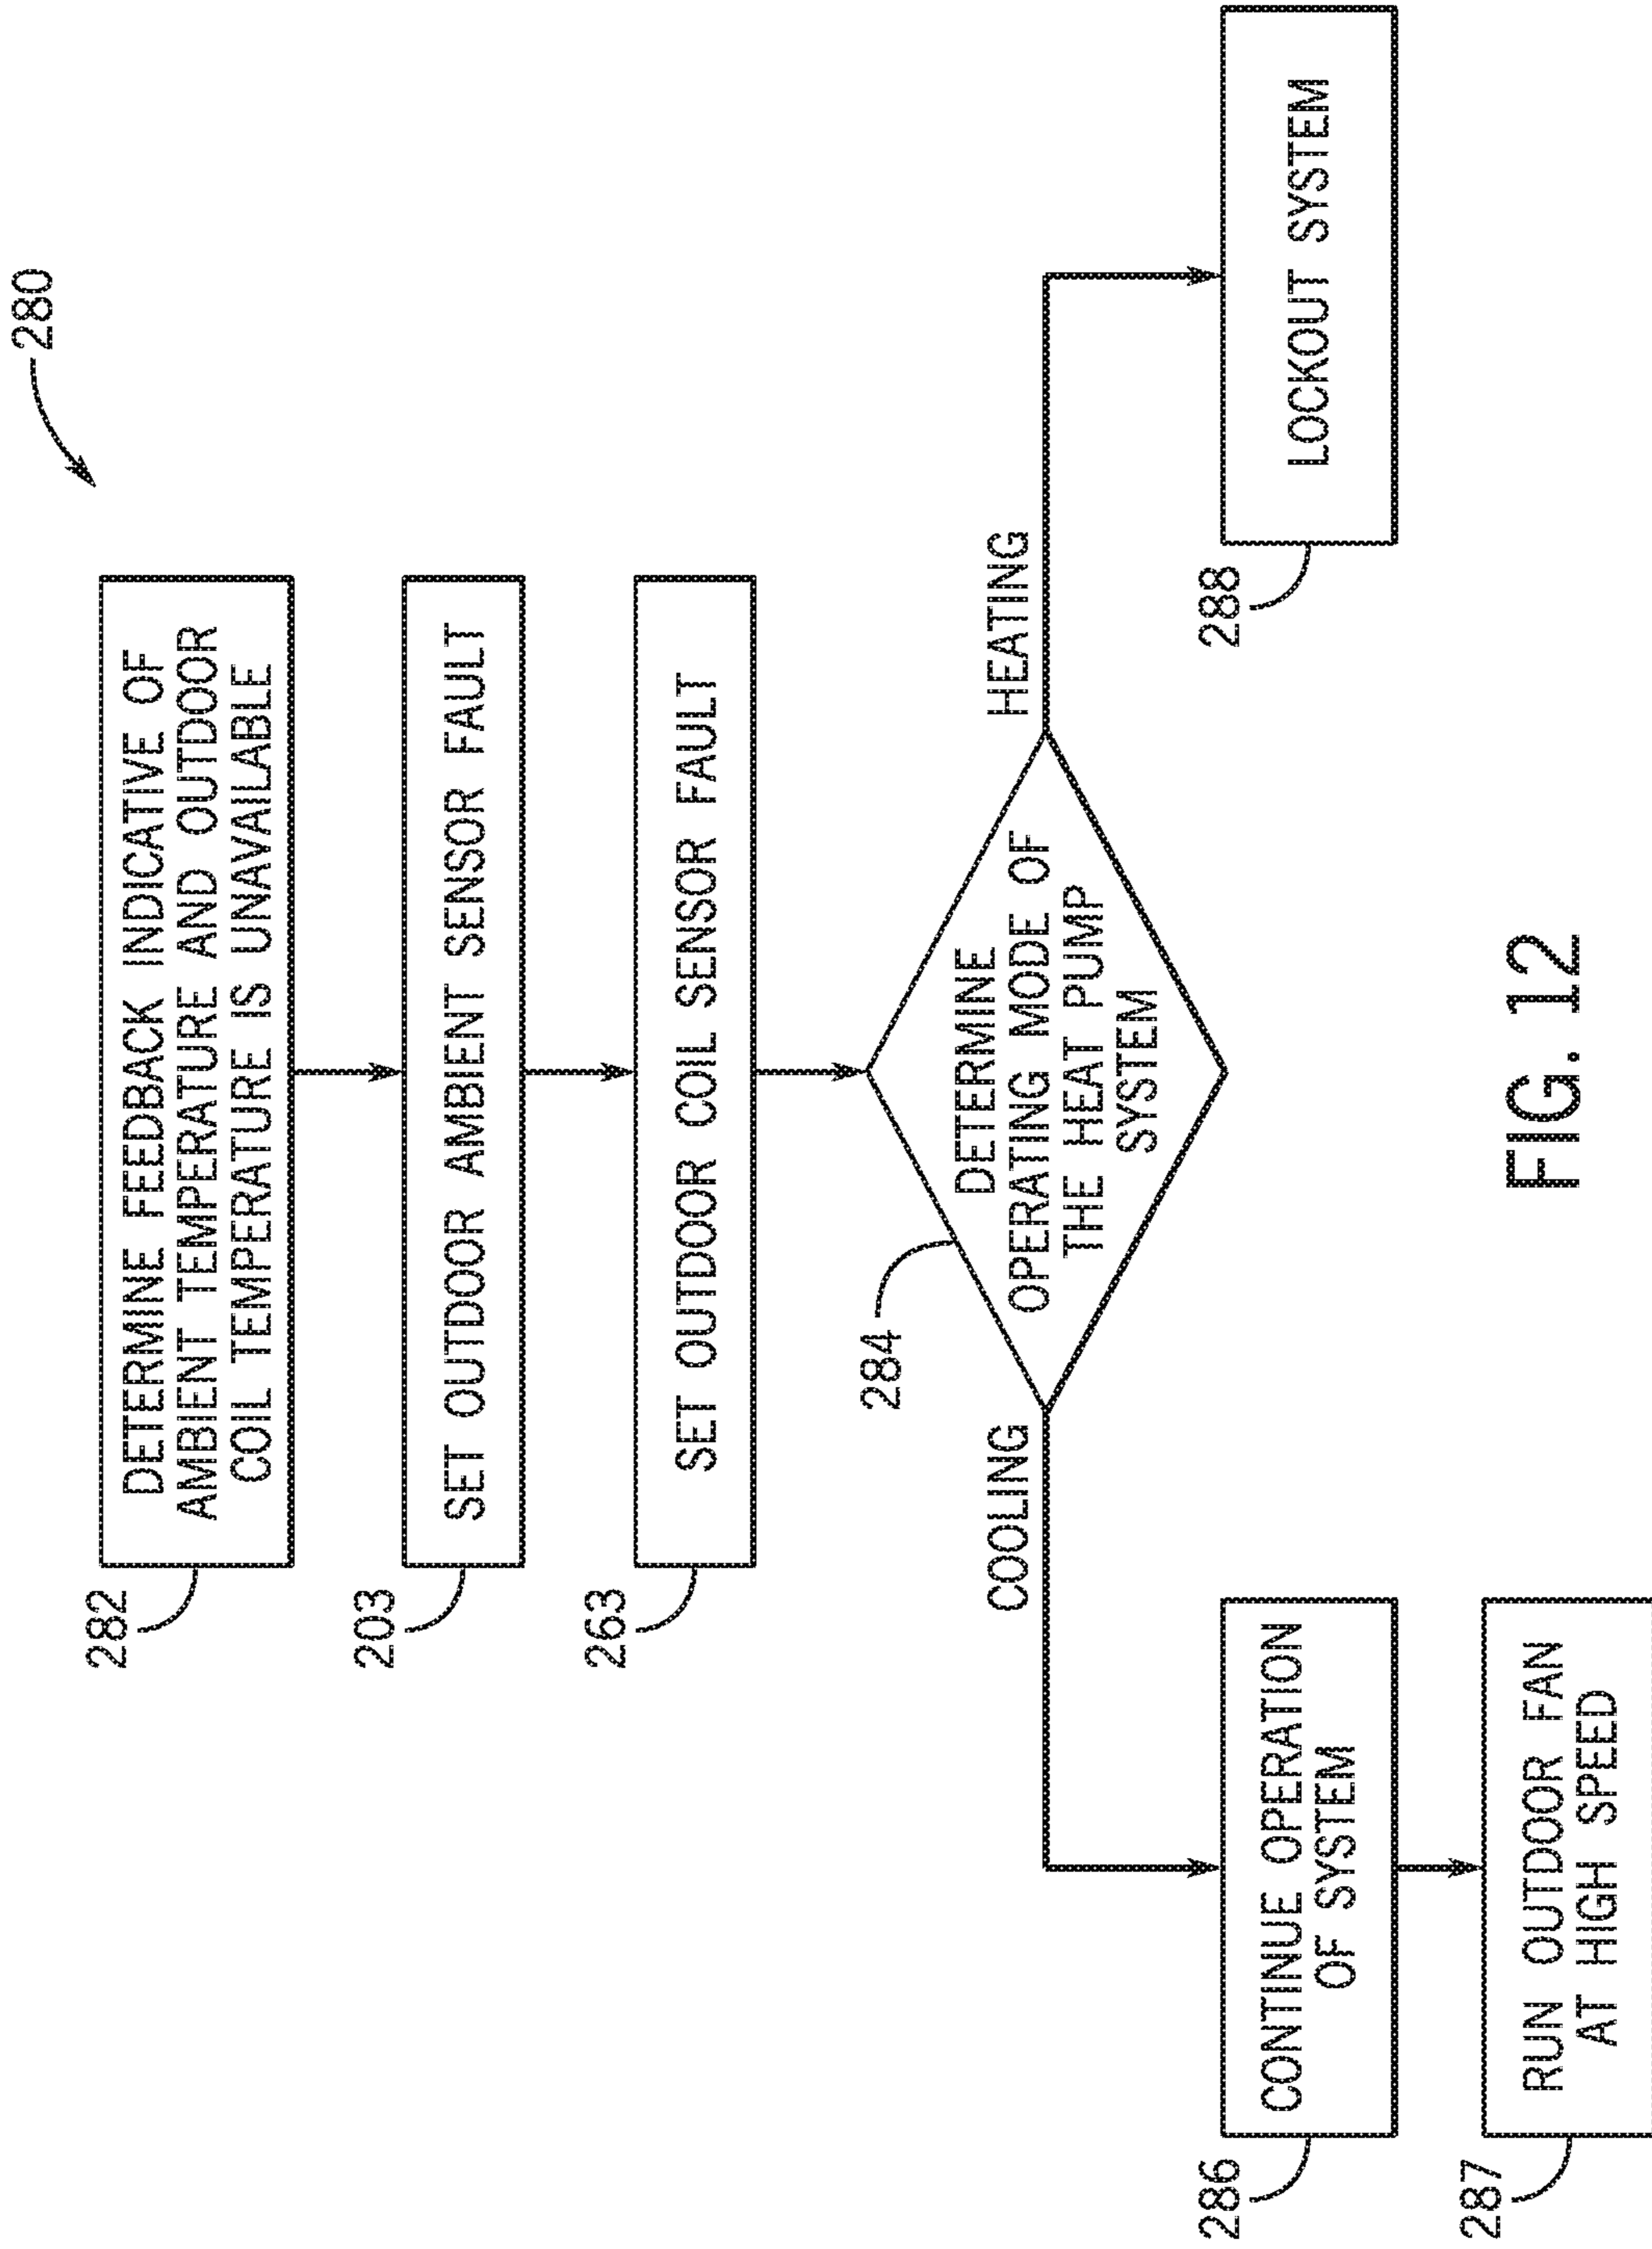 280
282
DETERMINE FEEDBACK INDICATIVE OF
AMBIENT TEMPERATURE AND OUTDOOR
COIL TEMPERATURE IS UNAVAILABLE
203
SET OUTDOOR AMBIENT SENSOR FAULT
263
SET OUTDOOR COIL SENSOR FAULT
284
DETERMINE
OPERATING MODE OF
THE HEAT PUMP
SYSTEM
COOLING
HEATING
286
CONTINUE OPERATION
OF SYSTEM
288
LOCKOUT SYSTEM
287
RUN OUTDOOR FAN
AT HIGH SPEED
FIG. 12